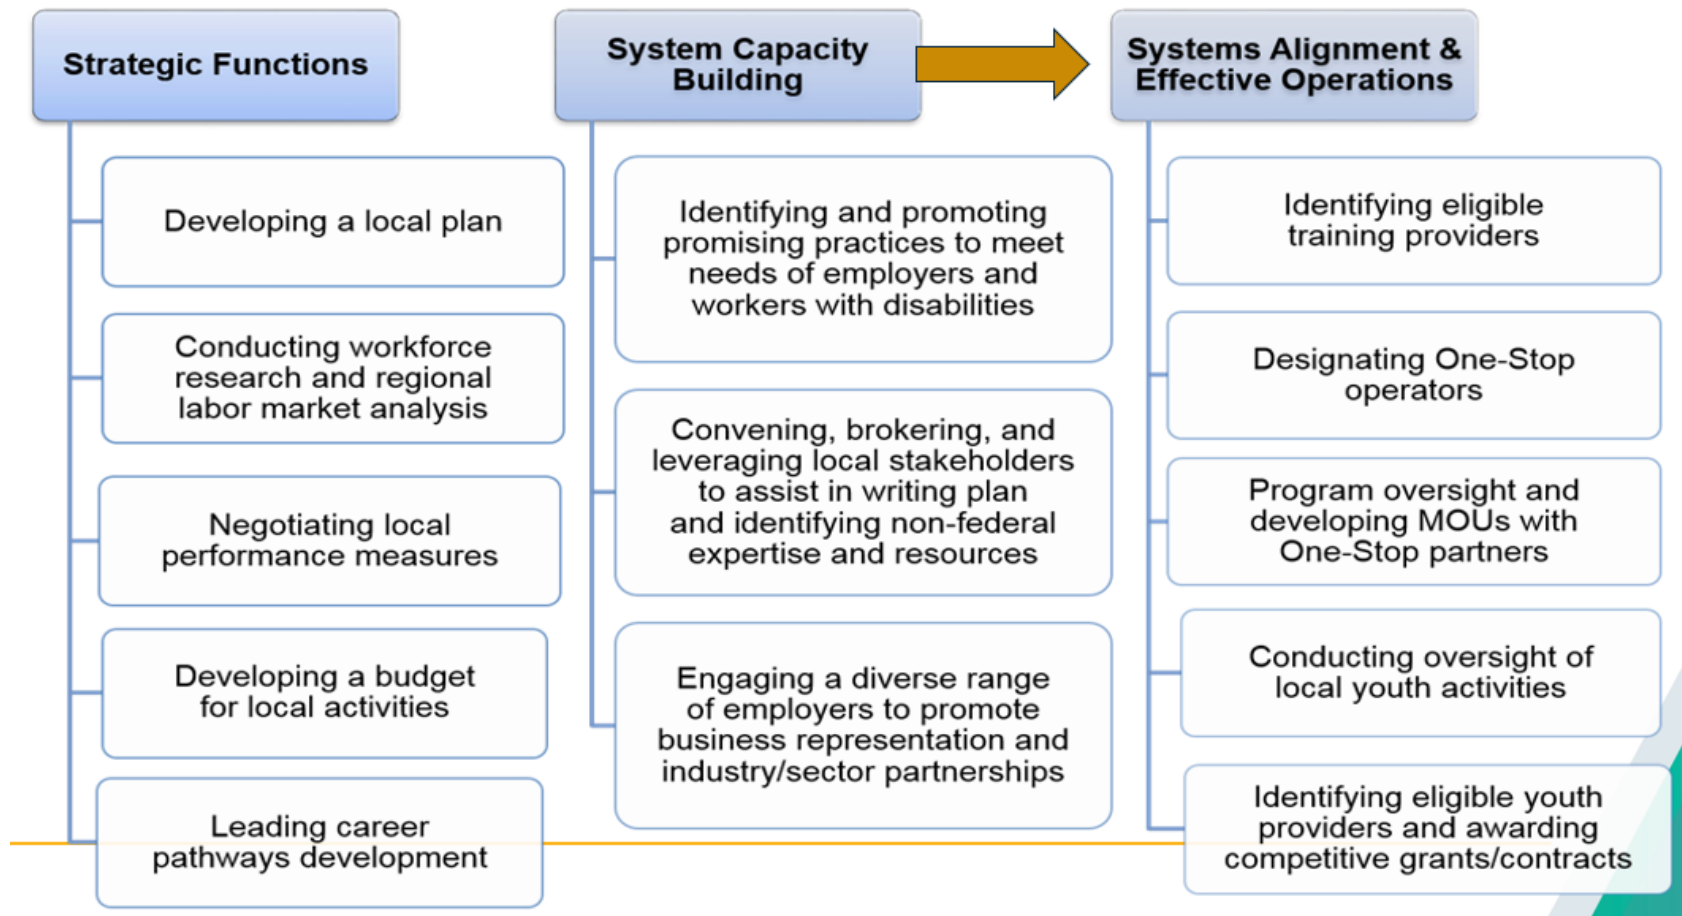 Strategic Functions
Developing a local plan
Conducting workforce
research and regional
labor market analysis
Negotiating local
performance measures
Developing a budget
for local activities
Leading career
pathways development
System Capacity
Building
Identifying and promoting
promising practices to meet
needs of employers and
workers with disabilities
Convening, brokering, and
leveraging local stakeholders
to assist in writing plan
and identifying non-federal
expertise and resources
Engaging a diverse range
of employers to promote
business representation and
industry/sector partnerships
Systems Alignment &
Effective Operations
Identifying eligible
training providers
Designating One-Stop
operators
Program oversight and
developing MOUs with
One-Stop partners
Conducting oversight of
local youth activities
Identifying eligible youth
providers and awarding
competitive grants/contracts